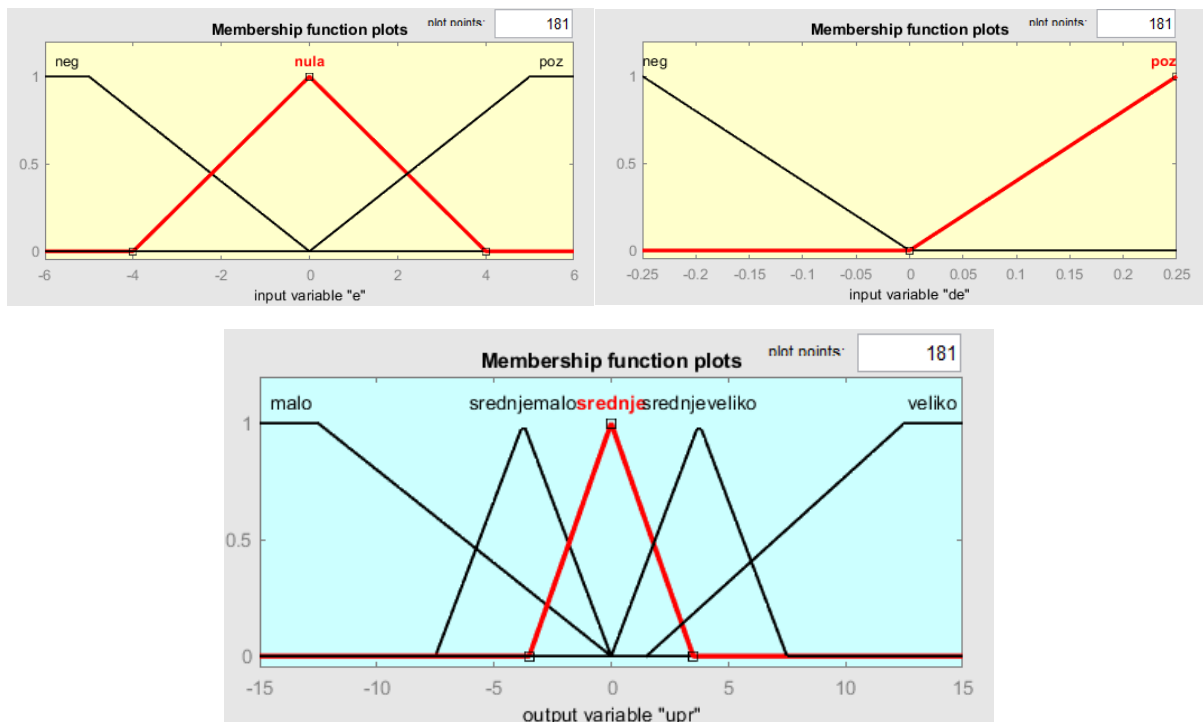 Membership function plots
plot points:
181
neg
nula
poz
1
0.5
0
-6
-4
-2
0
2
4
6
input variable "e"
Membership function plots
plot points:
181
neg
poz
1
0.5
0
-0.25
-0.2
-0.15
-0.1
-0.05
0
0.05
0.1
0.15
0.2
0.25
input variable "de"
Membership function plots
plot points:
181
malo
srednjemalo
srednje
srednjeveliko
veliko
1
0.5
0
-15
-10
-5
0
5
10
15
output variable "upr"